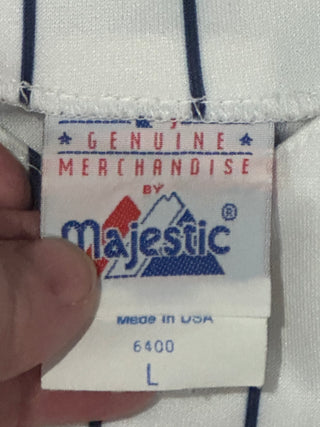 GENUINE
MERCHANDISE
BY
Majestic®
Made in USA
6400
L